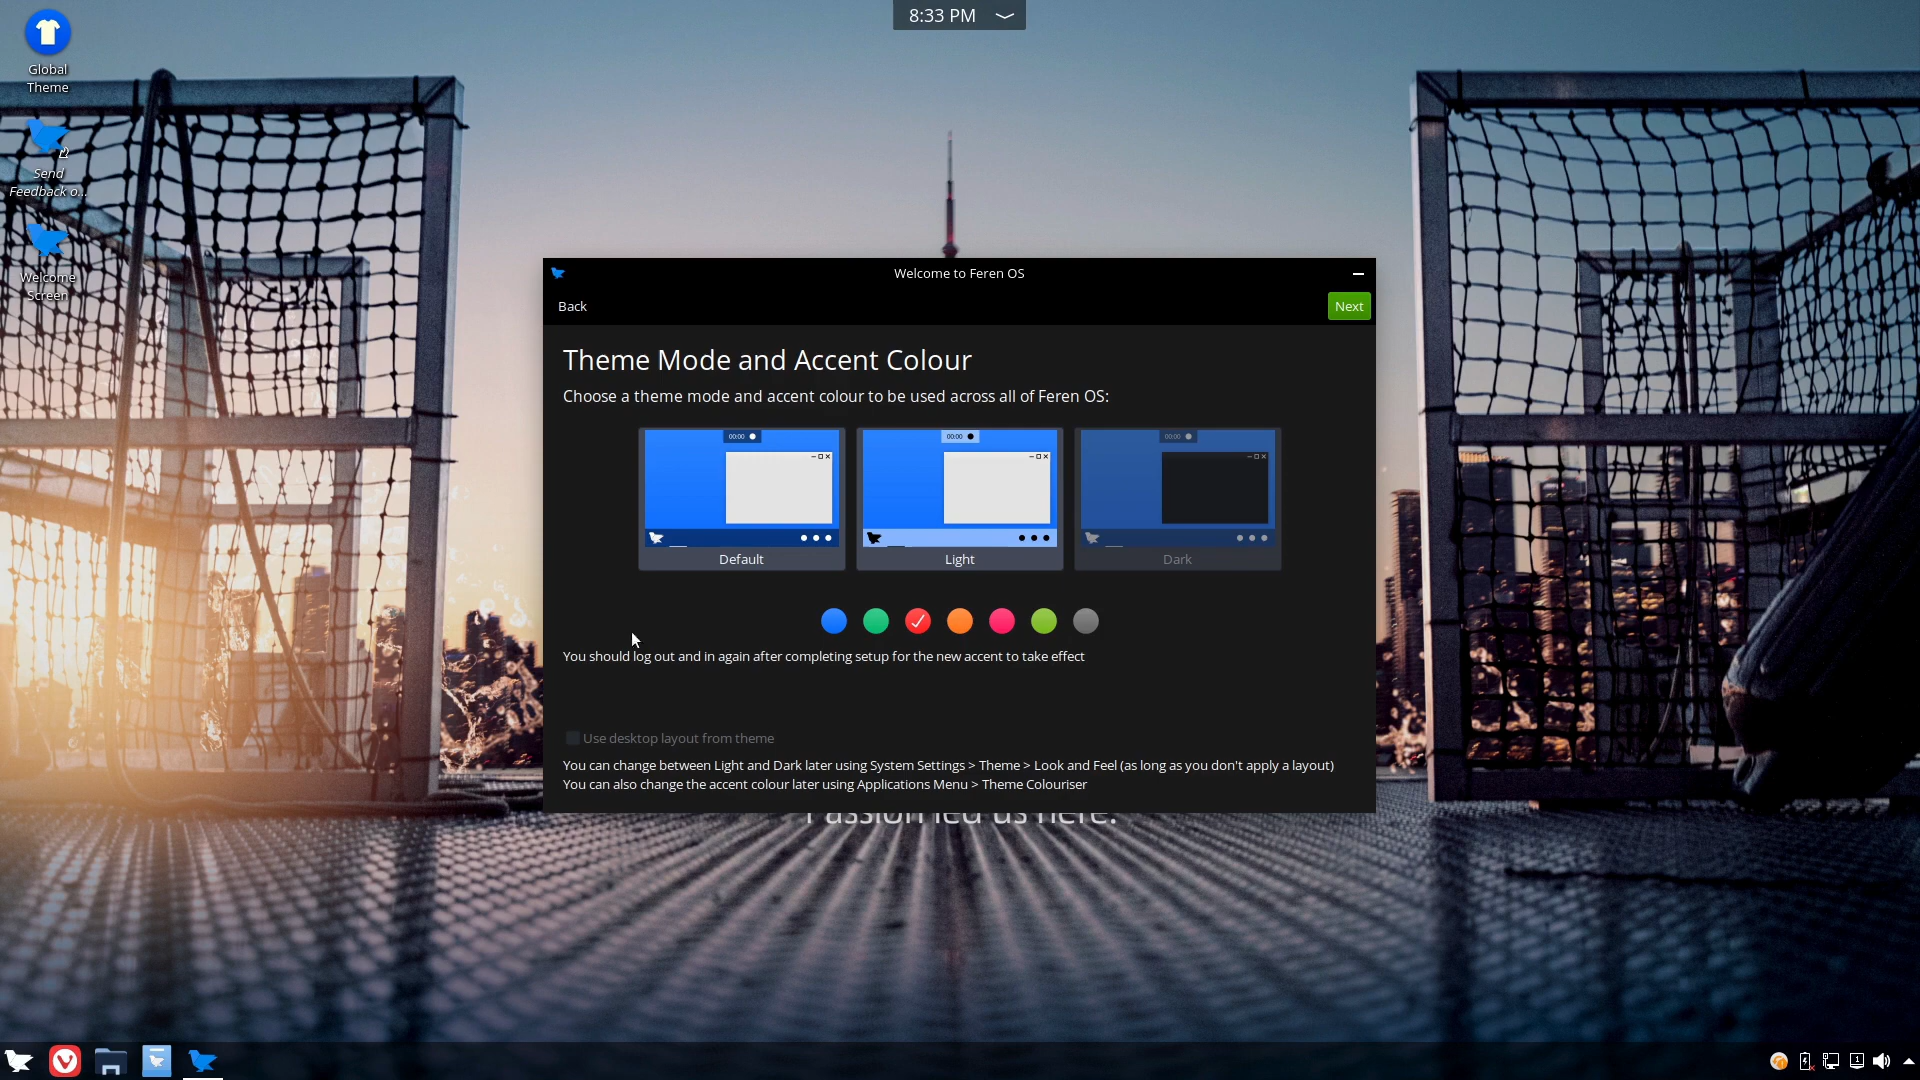 8:33 PM
Global
Theme
Send
Feedback o...
Welcome
Screen
Welcome to Feren OS
Back
Next
Theme Mode and Accent Colour
Choose a theme mode and accent colour to be used across all of Feren OS:
00:00
00:00
00:00
Default
Light
Dark
You should log out and in again after completing setup for the new accent to take effect
Use desktop layout from theme
You can change between Light and Dark later using System Settings > Theme > Look and Feel (as long as you don't apply a layout)
You can also change the accent colour later using Applications Menu > Theme Colouriser
Passion led us here.
1